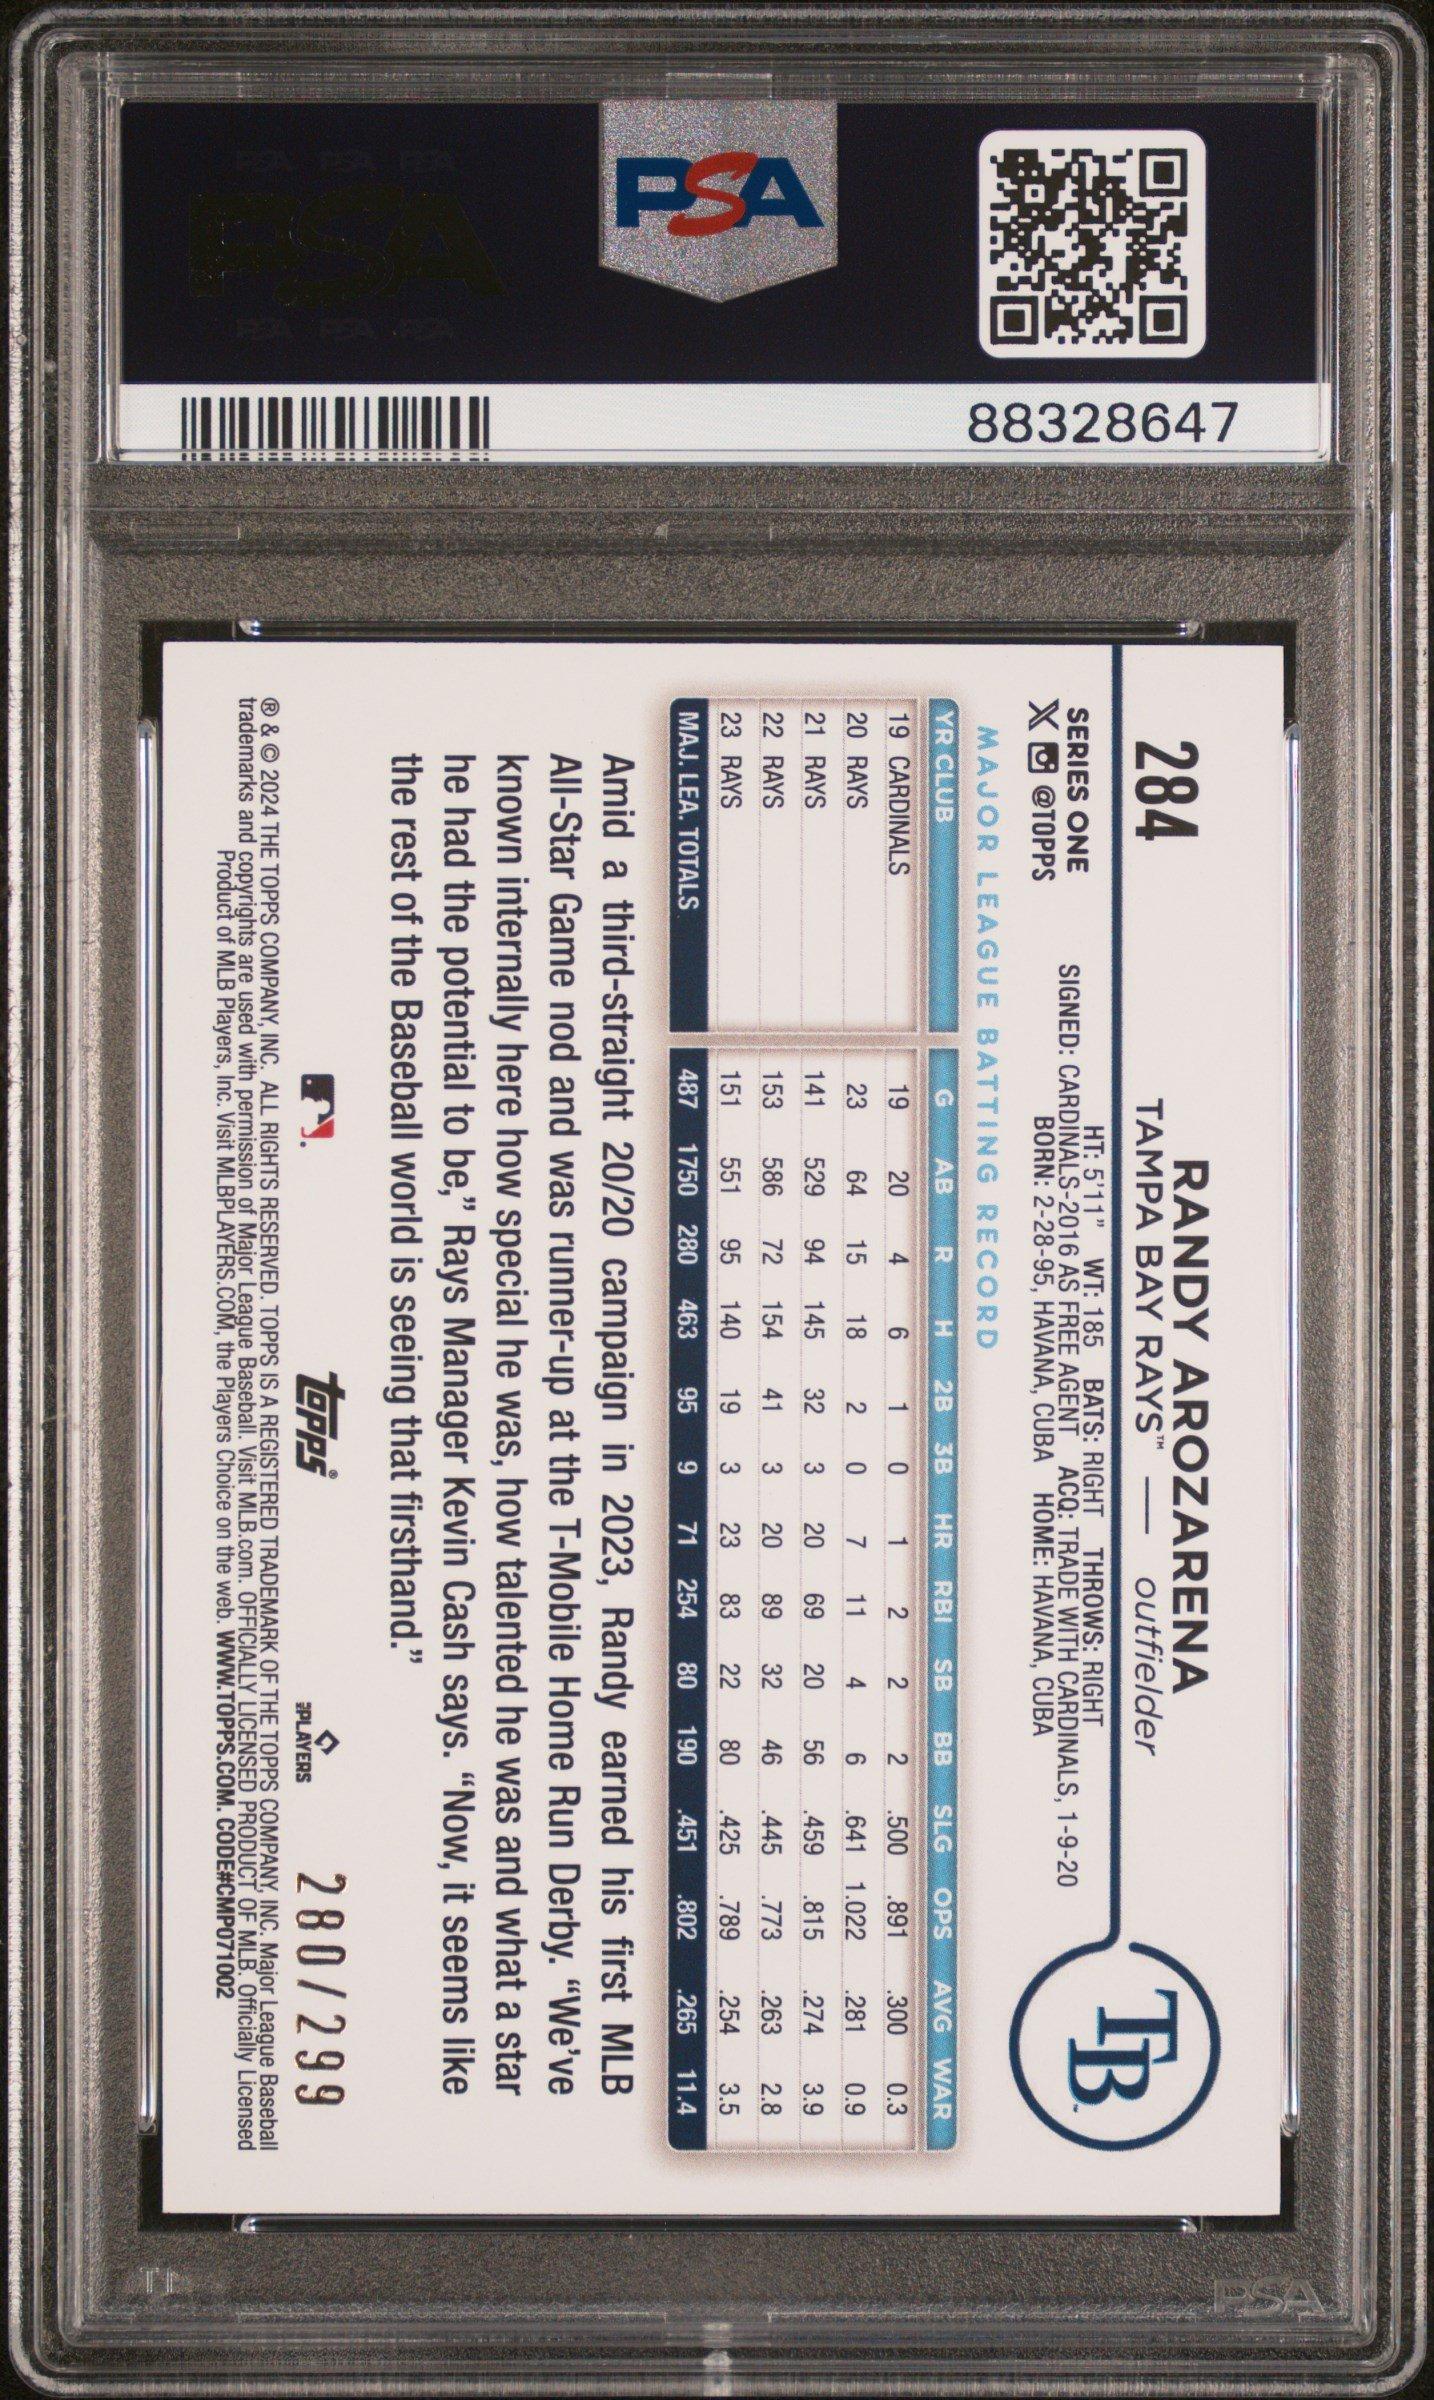 PSA
88328647
284
RANDY AROZARENA
TAMPA BAY RAYS™ — outfielder
TB™
SERIES ONE
X @TOPPS
HT: 5'11" WT: 185 BATS: RIGHT THROWS: RIGHT
SIGNED: CARDINALS-2016 AS FREE AGENT ACQ: TRADE WITH CARDINALS, 1-9-20
BORN: 2-28-95, HAVANA, CUBA HOME: HAVANA, CUBA
MAJOR LEAGUE BATTING RECORD
YR CLUB G AB R H 2B 3B HR RBI SB BB SLG OPS AVG WAR
19 CARDINALS 19 20 4 6 1 0 1 2 2 2 .500 .891 .300 0.3
20 RAYS 23 64 15 18 2 0 7 11 4 6 .641 1.022 .281 0.9
21 RAYS 141 529 94 145 32 3 20 69 20 56 .459 .815 .274 3.9
22 RAYS 153 586 72 154 41 3 20 89 32 46 .445 .773 .263 2.8
23 RAYS 151 551 95 140 19 3 23 83 22 80 .425 .789 .254 3.5
MAJ. LEA. TOTALS 487 1750 280 463 95 9 71 254 80 190 .451 .802 .265 11.4
Amid a third-straight 20/20 campaign in 2023, Randy earned his first MLB
All-Star Game nod and was runner-up at the T-Mobile Home Run Derby. “We’ve
known internally here how special he was, how talented he was and what a star
he had the potential to be,” Rays Manager Kevin Cash says. “Now, it seems like
the rest of the Baseball world is seeing that firsthand.”
topps®
PLAYERS
280/299
® & © 2024 THE TOPPS COMPANY, INC. ALL RIGHTS RESERVED. TOPPS IS A REGISTERED TRADEMARK OF THE TOPPS COMPANY, INC. Major League Baseball
trademarks and copyrights are used with permission of Major League Baseball. Visit MLB.com. OFFICIALLY LICENSED PRODUCT OF MLB. Officially Licensed
Product of MLB Players, Inc. Visit MLBPLAYERS.COM, the Players Choice on the web. WWW.TOPPS.COM. CODE#CMP071002
PSA